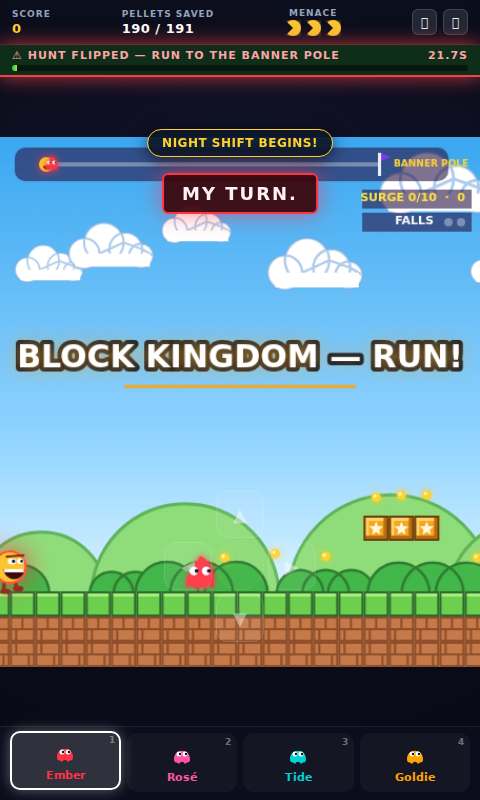 SCORE
0
PELLETS SAVED
190 / 191
MENACE
⚠ HUNT FLIPPED — RUN TO THE BANNER POLE
21.7S
NIGHT SHIFT BEGINS!
BANNER POLE
MY TURN.
SURGE 0/10 · 0
FALLS
BLOCK KINGDOM — RUN!
1
Ember
2
Rosé
3
Tide
4
Goldie